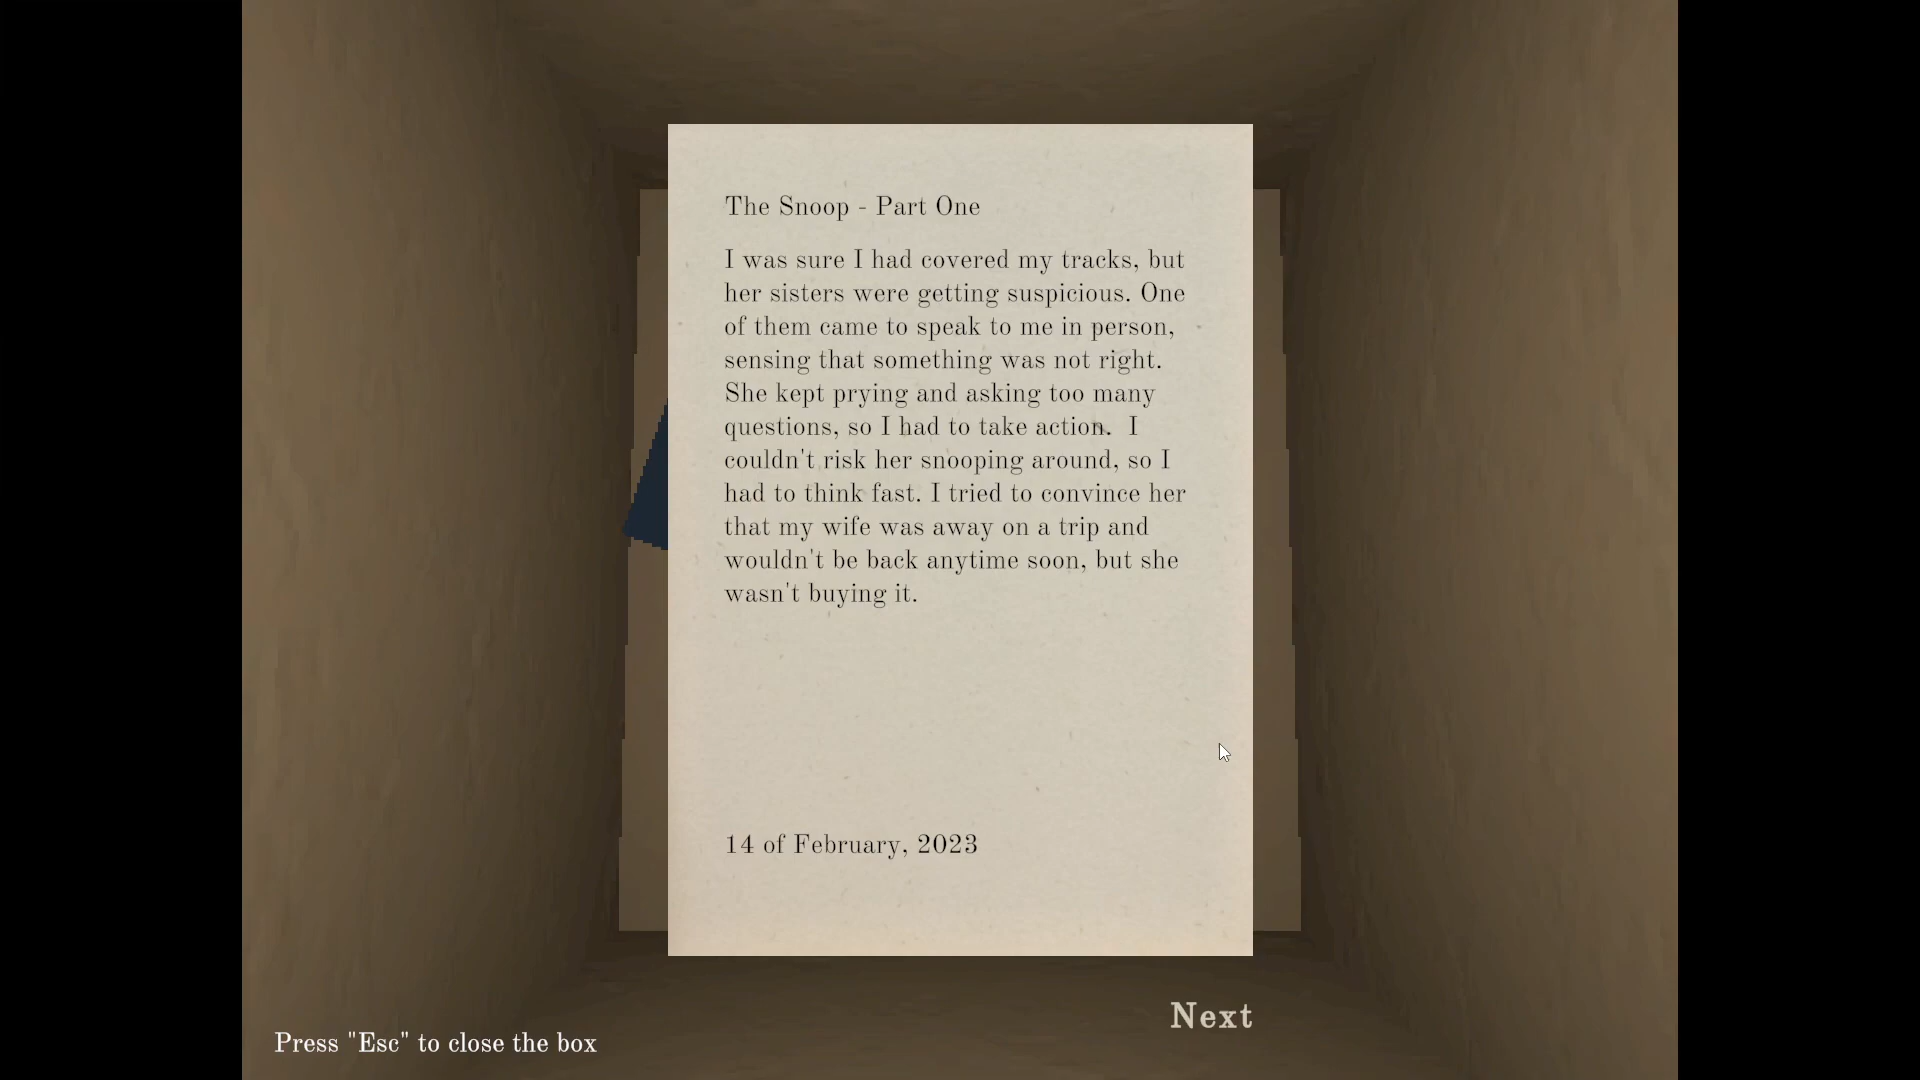 The Snoop - Part One
I was sure I had covered my tracks, but
her sisters were getting suspicious. One
of them came to speak to me in person,
sensing that something was not right.
She kept prying and asking too many
questions, so I had to take action.  I
couldn't risk her snooping around, so I
had to think fast. I tried to convince her
that my wife was away on a trip and
wouldn't be back anytime soon, but she
wasn't buying it.
14 of February, 2023
Next
Press "Esc" to close the box